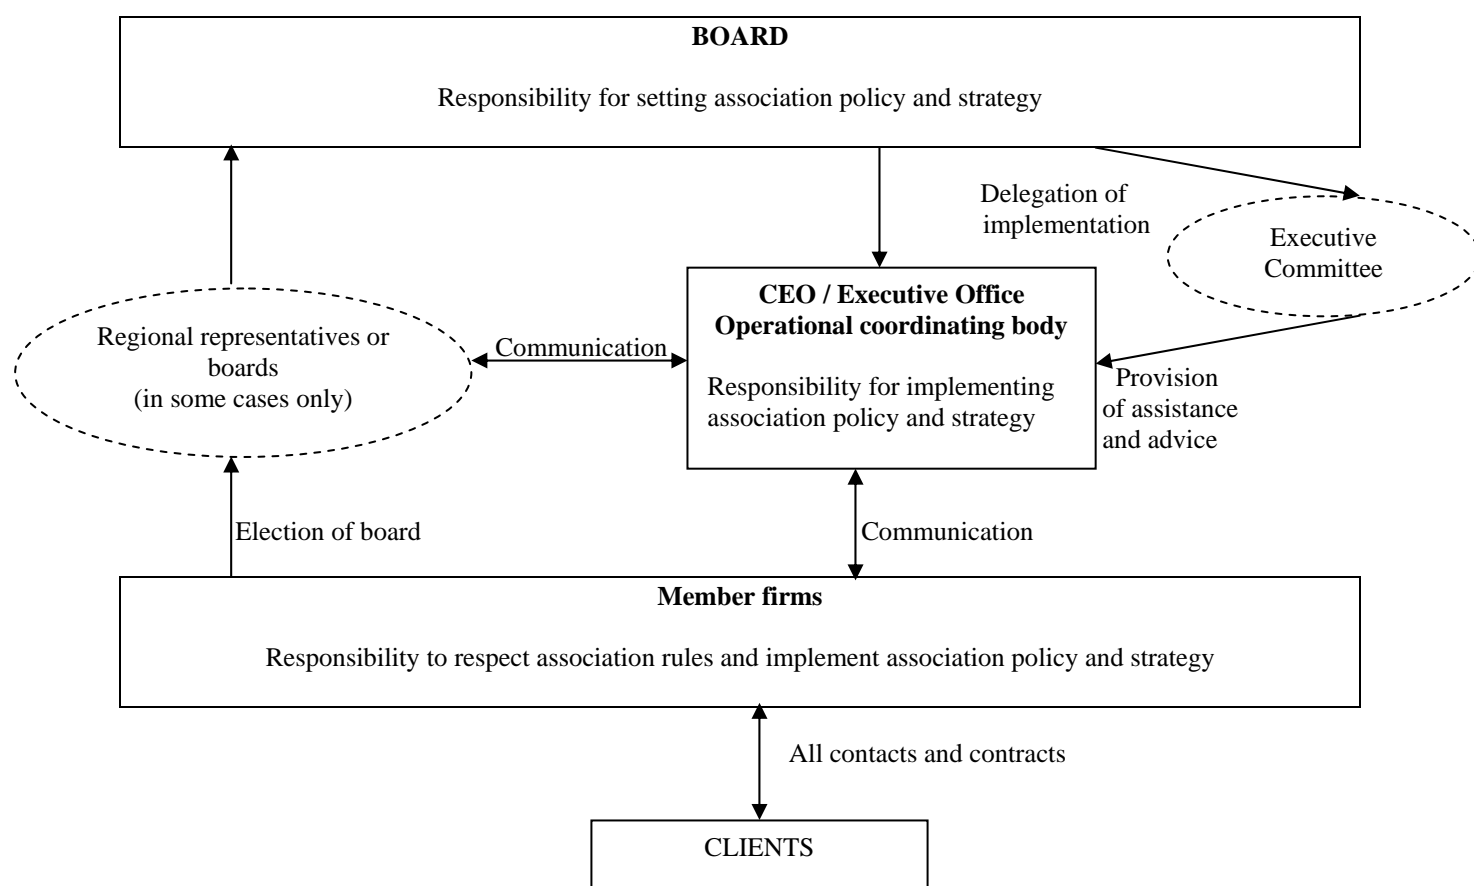 BOARD
Responsibility for setting association policy and strategy
Delegation of
implementation
Executive
Committee
CEO / Executive Office
Operational coordinating body
Responsibility for implementing
association policy and strategy
Regional representatives or
boards
(in some cases only)
Communication
Provision
of assistance
and advice
Election of board
Communication
Member firms
Responsibility to respect association rules and implement association policy and strategy
All contacts and contracts
CLIENTS